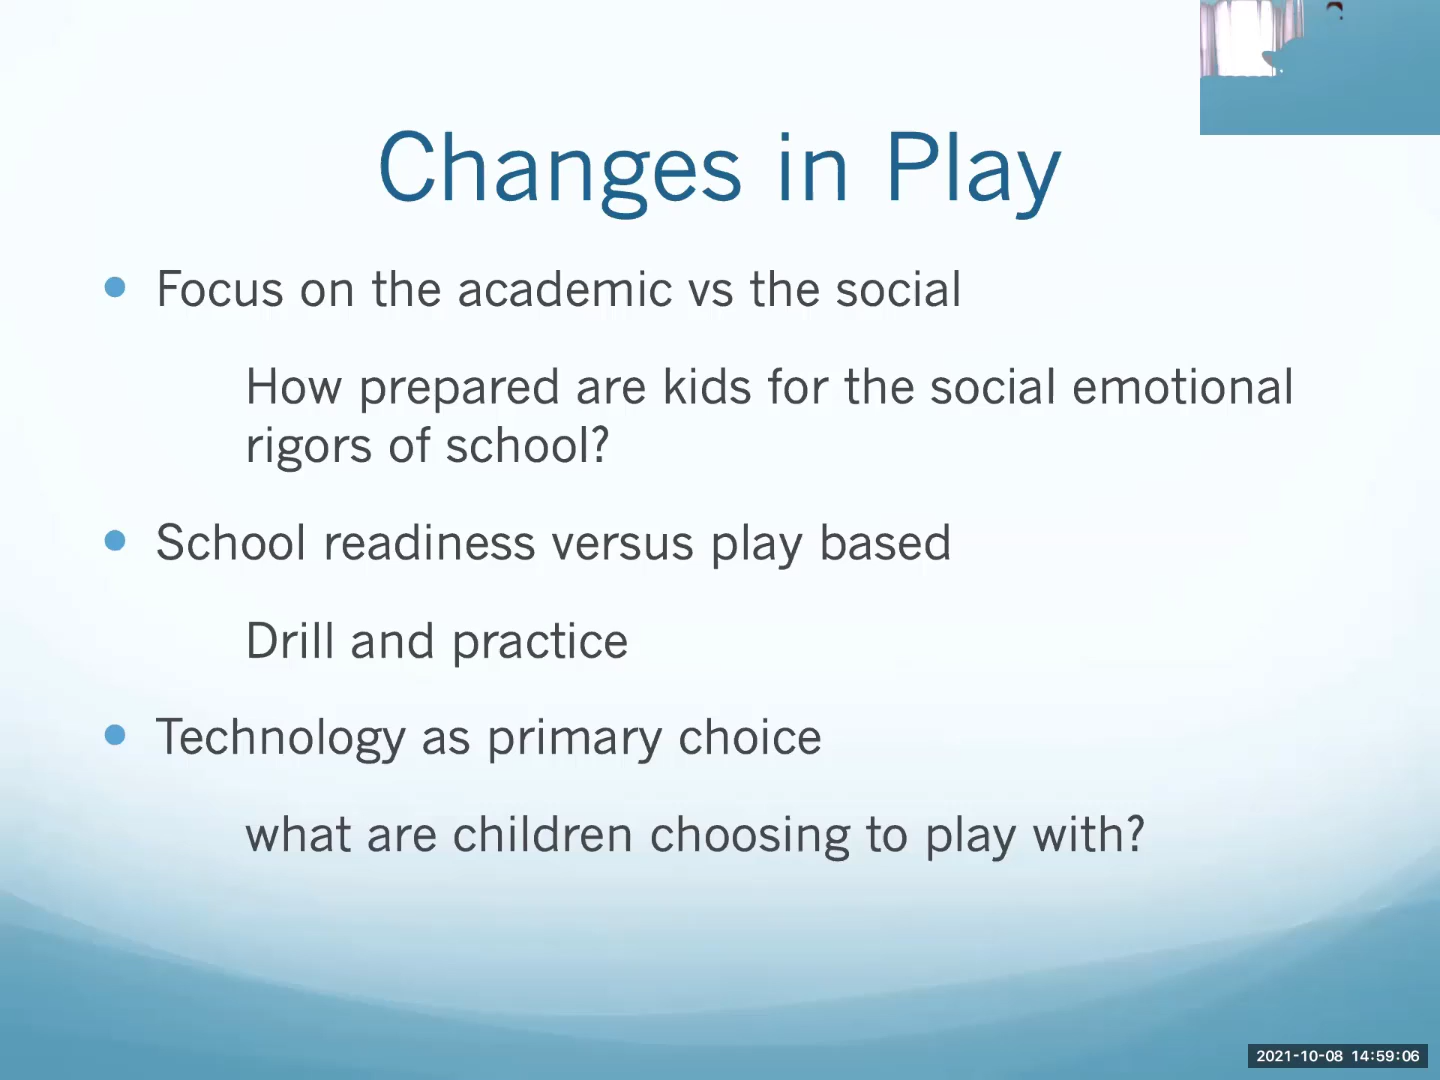 Changes in Play
Focus on the academic vs the social
How prepared are kids for the social emotional
rigors of school?
School readiness versus play based
Drill and practice
Technology as primary choice
what are children choosing to play with?
2021-10-08 14:59:06